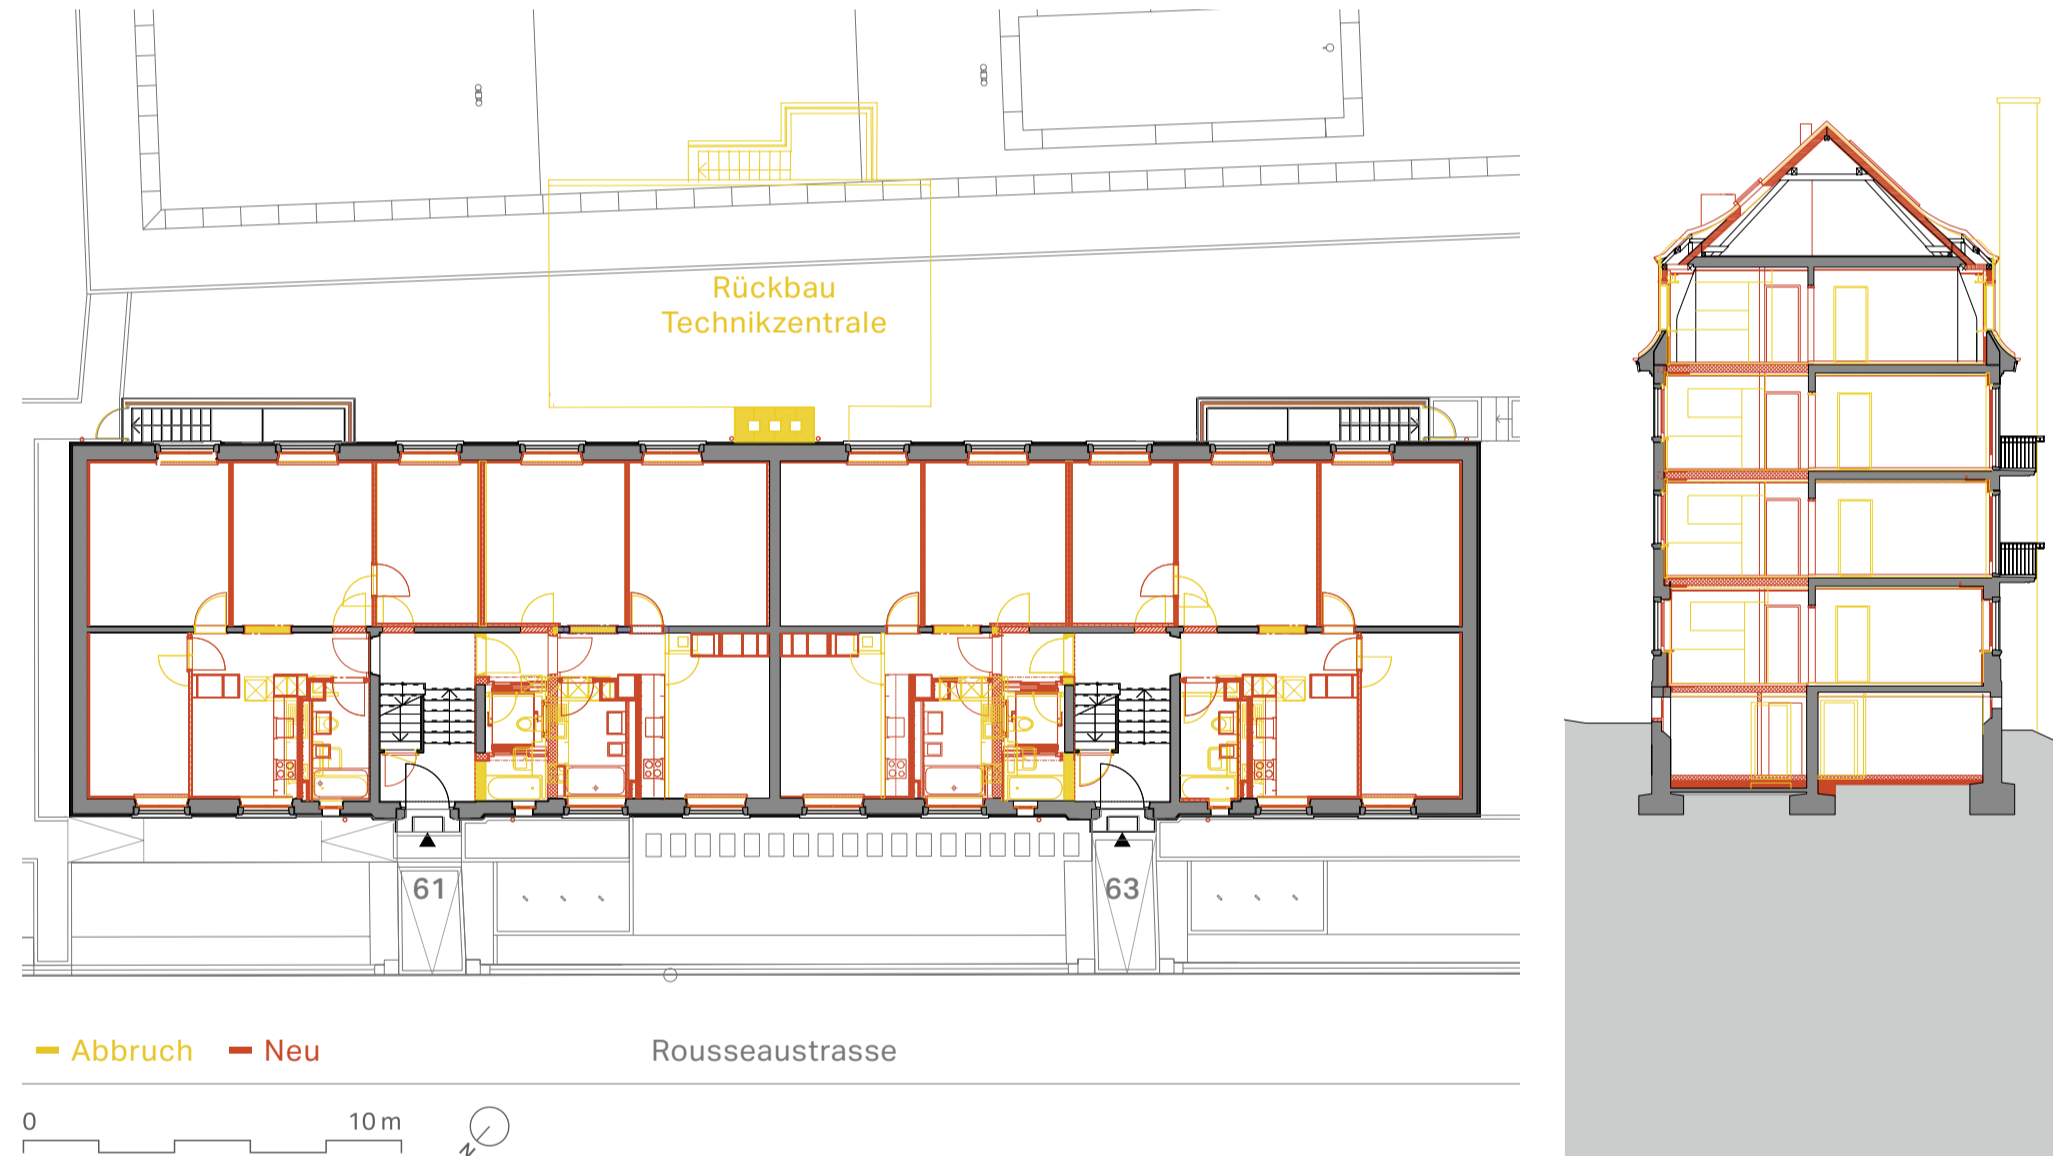 Rückbau
Technikzentrale
61
63
Abbruch
Neu
Rousseaustrasse
0
10 m
N